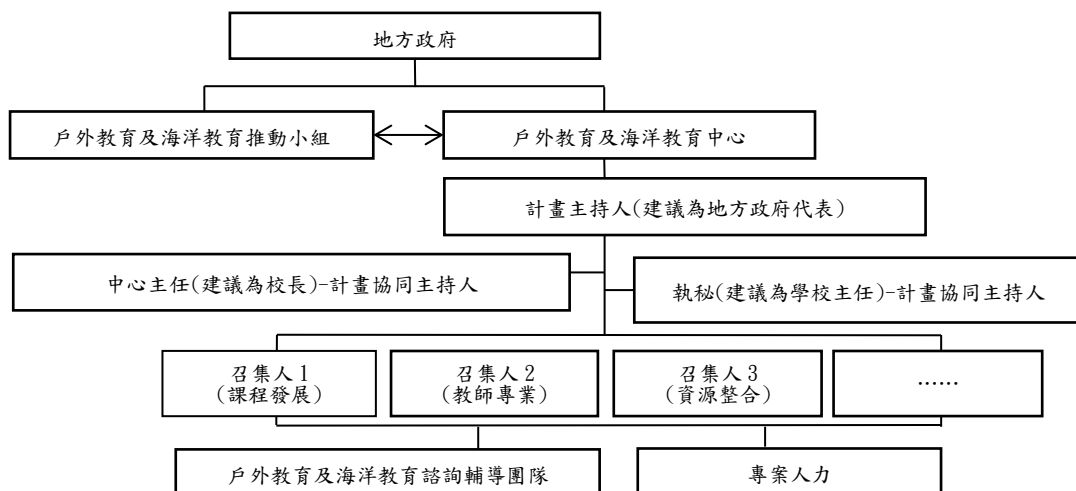 地方政府
戶外教育及海洋教育推動小組
戶外教育及海洋教育中心
計畫主持人(建議為地方政府代表)
中心主任(建議為校長)-計畫協同主持人
執秘(建議為學校主任)-計畫協同主持人
召集人1
(課程發展)
召集人2
(教師專業)
召集人3
(資源整合)
……
戶外教育及海洋教育諮詢輔導團隊
專案人力